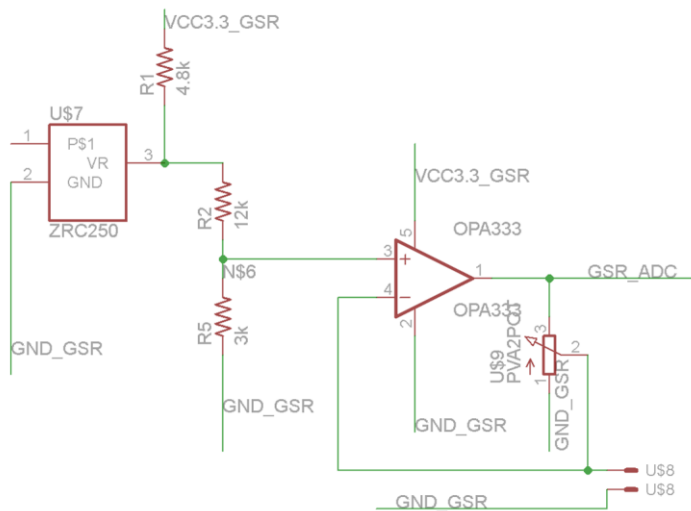 VCC3.3_GSR
R1
4.8k
U$7
1
P$1
VR
3
2
GND
ZRC250
R2
12k
VCC3.3_GSR
OPA333
5
3
+
N$6
1
GSR_ADC
4
-
OPA333
2
R5
3k
GND_GSR
U$9
PVA2POT
3
2
1
GND_GSR
GND_GSR
GND_GSR
U$8
U$8
GND_GSR